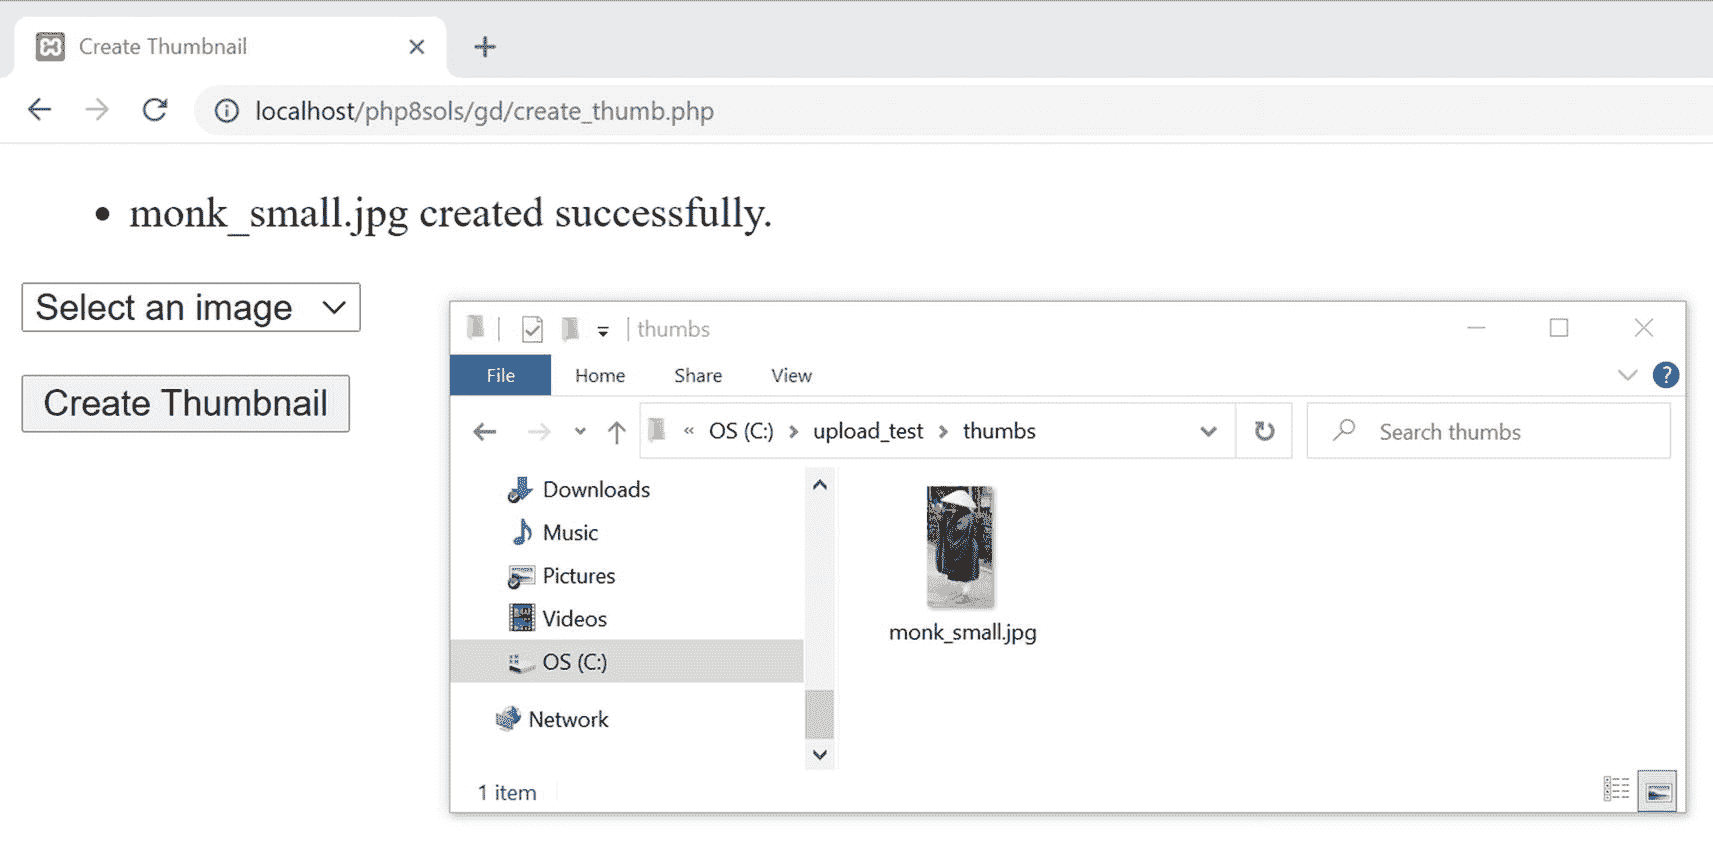 Create Thumbnail
localhost/php8sols/gd/create_thumb.php
• monk_small.jpg created successfully.
Select an image
Create Thumbnail
thumbs
File Home Share View
« OS (C:) > upload_test > thumbs
Search thumbs
Downloads
Music
Pictures
Videos
OS (C:)
Network
monk_small.jpg
1 item